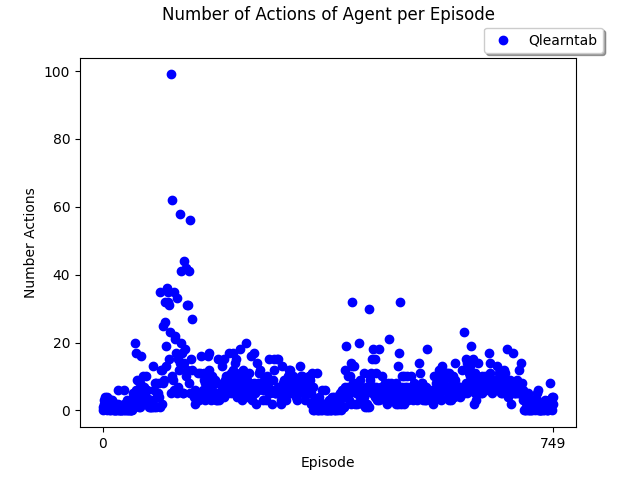 Number of Actions of Agent per Episode
Qlearntab
100
80
60
40
20
0
Number Actions
0
749
Episode